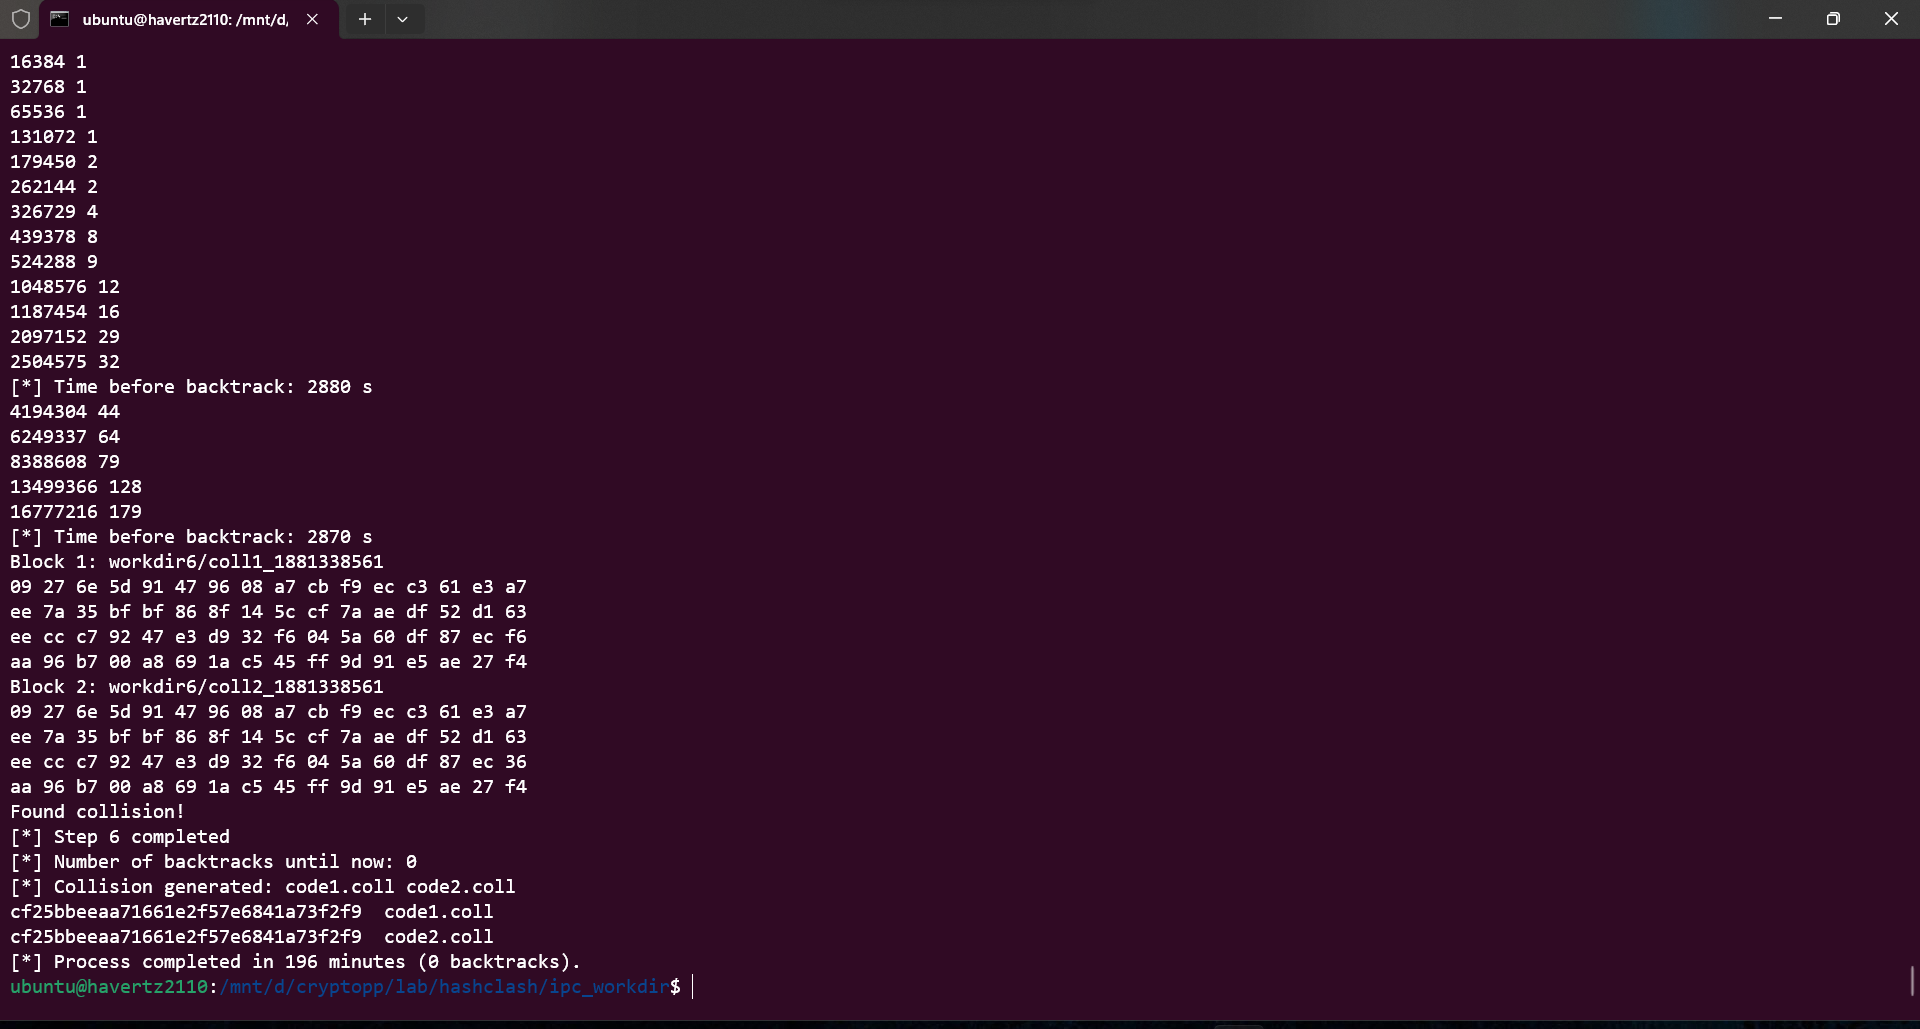 ubuntu@havertz2110: /mnt/d/
16384 1
32768 1
65536 1
131072 1
179450 2
262144 2
326729 4
439378 8
524288 9
1048576 12
1187454 16
2097152 29
2504575 32
[*] Time before backtrack: 2880 s
4194304 44
6249337 64
8388608 79
13499366 128
16777216 179
[*] Time before backtrack: 2870 s
Block 1: workdir6/coll1_1881338561
09 27 6e 5d 91 47 96 08 a7 cb f9 ec c3 61 e3 a7
ee 7a 35 bf bf 86 8f 14 5c cf 7a ae df 52 d1 63
ee cc c7 92 47 e3 d9 32 f6 04 5a 60 df 87 ec f6
aa 96 b7 00 a8 69 1a c5 45 ff 9d 91 e5 ae 27 f4
Block 2: workdir6/coll2_1881338561
09 27 6e 5d 91 47 96 08 a7 cb f9 ec c3 61 e3 a7
ee 7a 35 bf bf 86 8f 14 5c cf 7a ae df 52 d1 63
ee cc c7 92 47 e3 d9 32 f6 04 5a 60 df 87 ec 36
aa 96 b7 00 a8 69 1a c5 45 ff 9d 91 e5 ae 27 f4
Found collision!
[*] Step 6 completed
[*] Number of backtracks until now: 0
[*] Collision generated: code1.coll code2.coll
cf25bbeeaa71661e2f57e6841a73f2f9  code1.coll
cf25bbeeaa71661e2f57e6841a73f2f9  code2.coll
[*] Process completed in 196 minutes (0 backtracks).
ubuntu@havertz2110:/mnt/d/cryptopp/lab/hashclash/ipc_workdir$